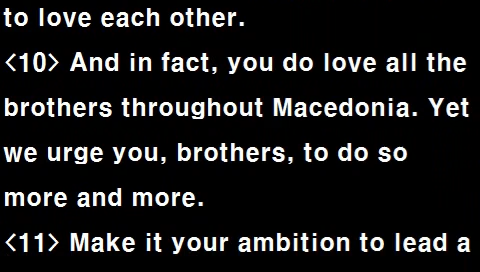 to love each other.
<10> And in fact, you do love all the
brothers throughout Macedonia. Yet
we urge you, brothers, to do so
more and more.
<11> Make it your ambition to lead a